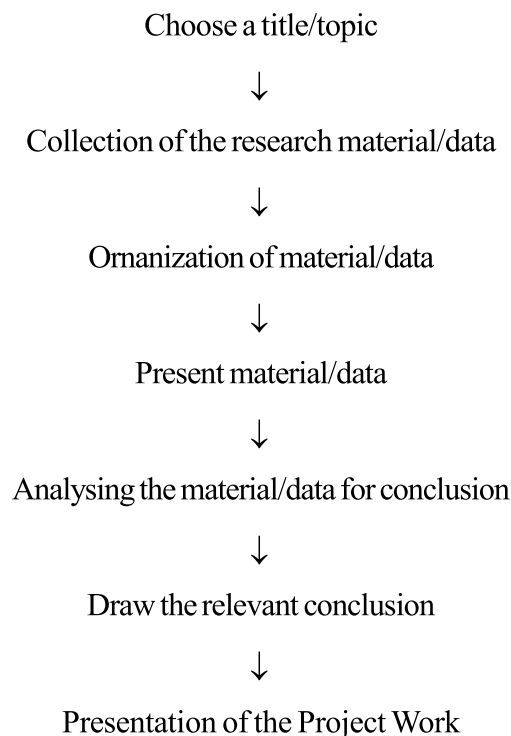 Choose a title/topic
↓
Collection of the research material/data
↓
Ornanization of material/data
↓
Present material/data
↓
Analysing the material/data for conclusion
↓
Draw the relevant conclusion
↓
Presentation of the Project Work